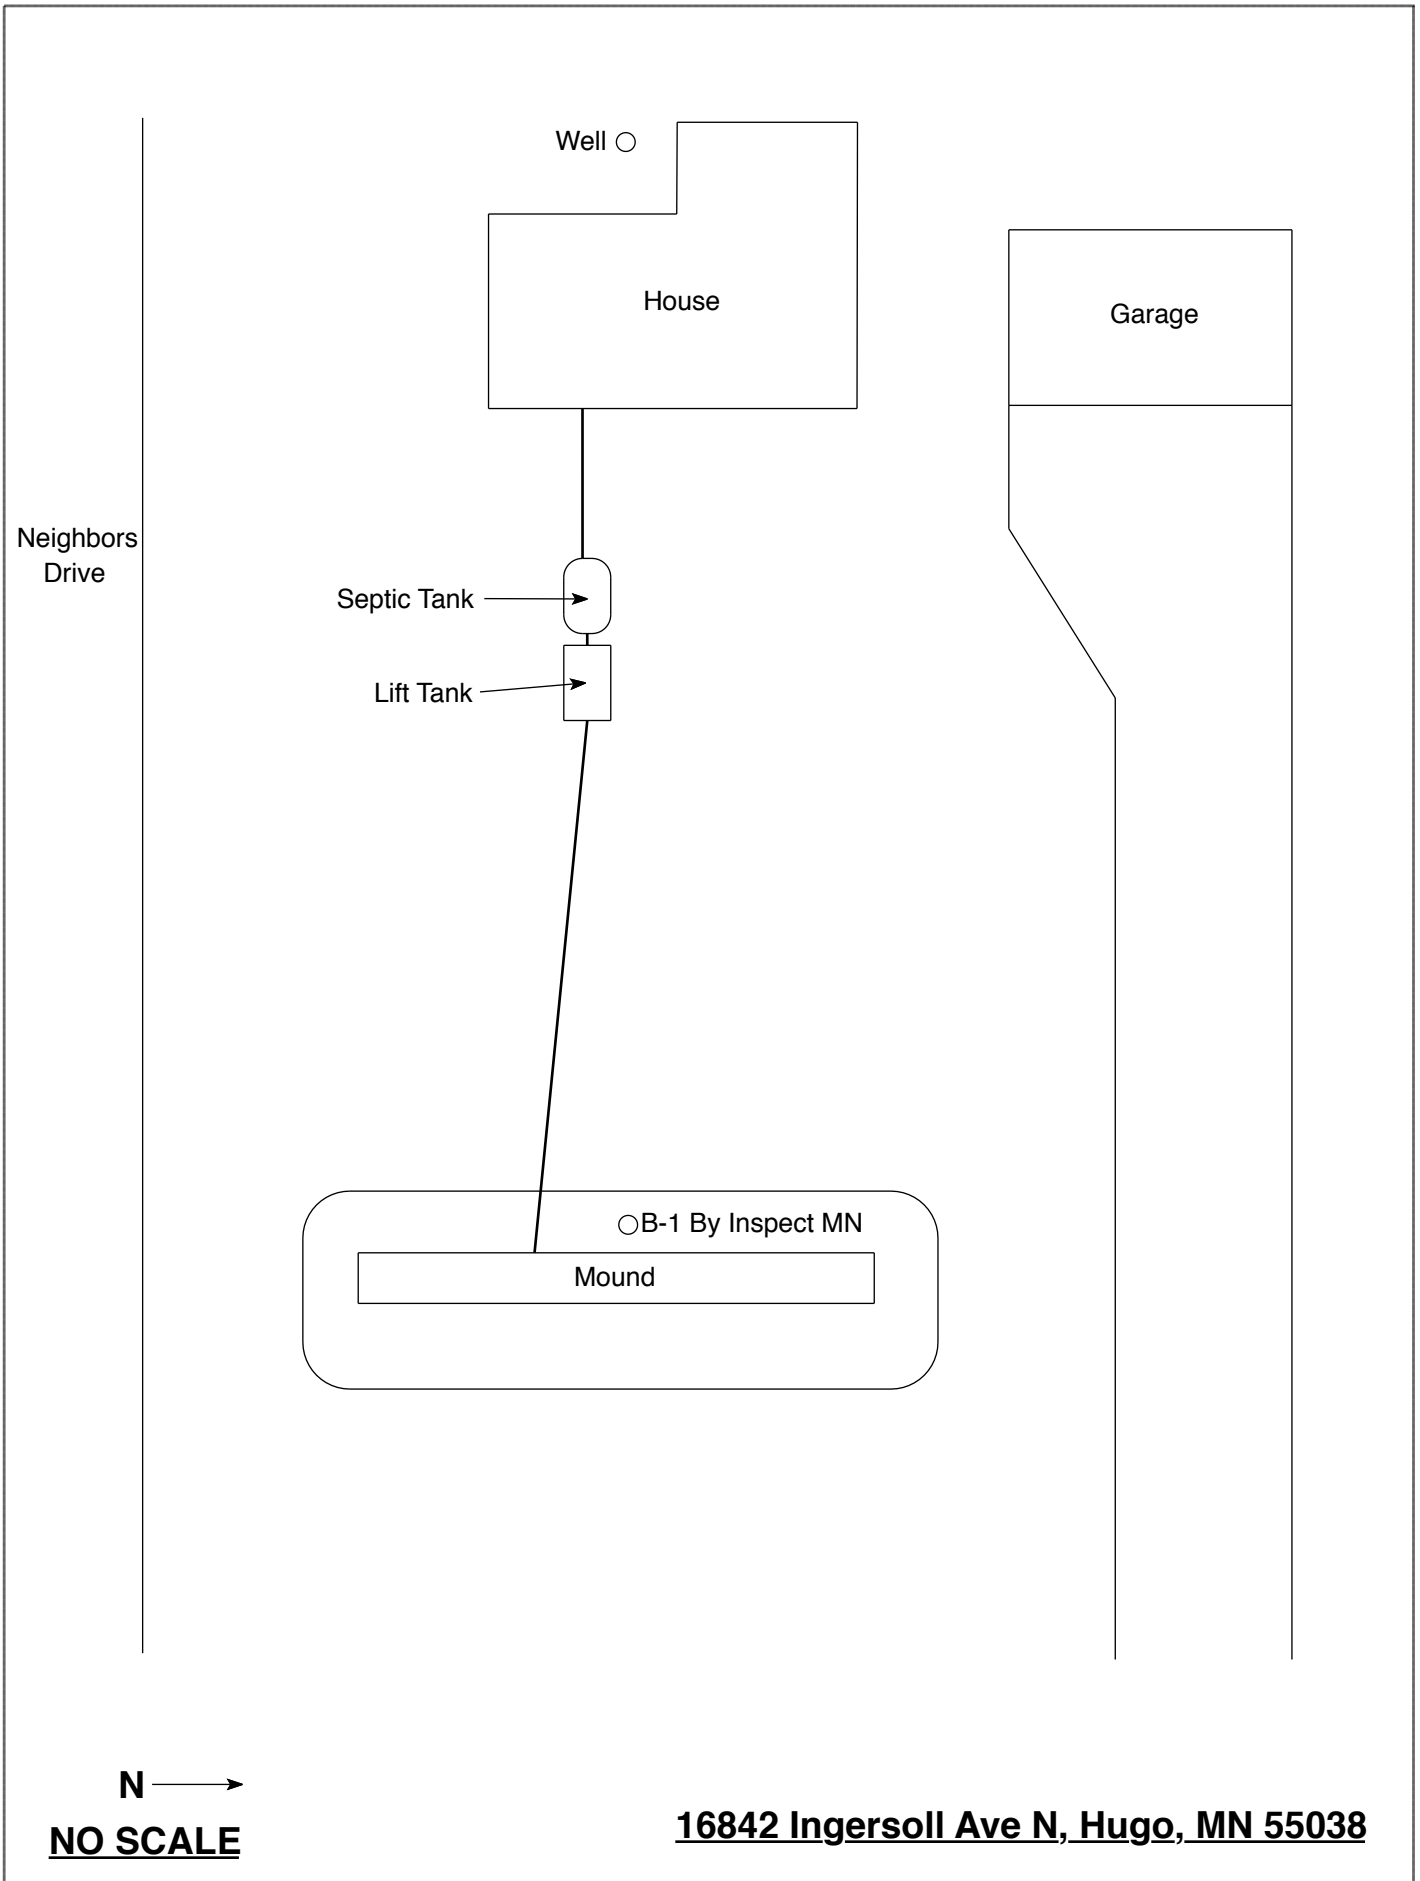 Well
House
Garage
Neighbors
Drive
Septic Tank
Lift Tank
B-1 By Inspect MN
Mound
N
NO SCALE
16842 Ingersoll Ave N, Hugo, MN 55038